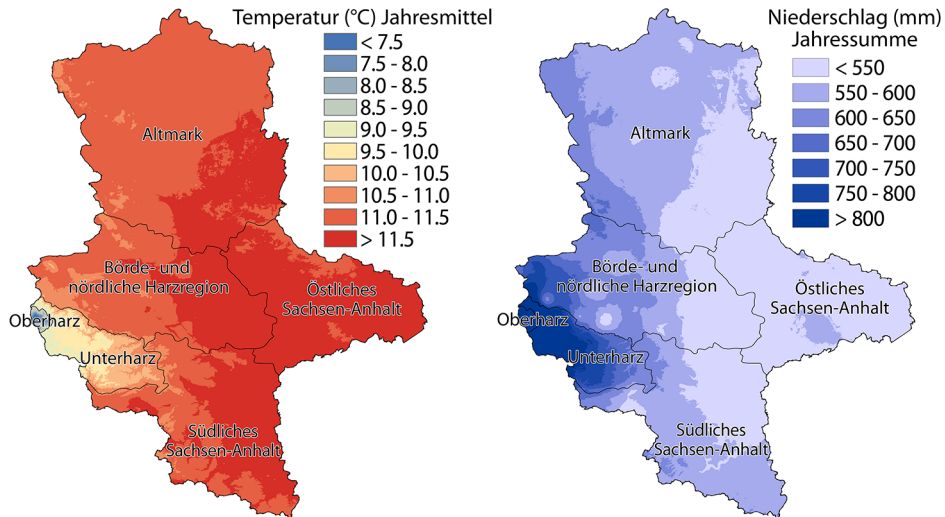 Temperatur (°C) Jahresmittel
< 7.5
7.5 - 8.0
8.0 - 8.5
8.5 - 9.0
9.0 - 9.5
9.5 - 10.0
10.0 - 10.5
10.5 - 11.0
11.0 - 11.5
> 11.5
Altmark
Börde- und
nördliche Harzregion
Östliches
Sachsen-Anhalt
Oberharz
Unterharz
Südliches
Sachsen-Anhalt
Niederschlag (mm)
Jahressumme
< 550
550 - 600
600 - 650
650 - 700
700 - 750
750 - 800
> 800
Altmark
Börde- und
nördliche Harzregion
Östliches
Sachsen-Anhalt
Oberharz
Unterharz
Südliches
Sachsen-Anhalt